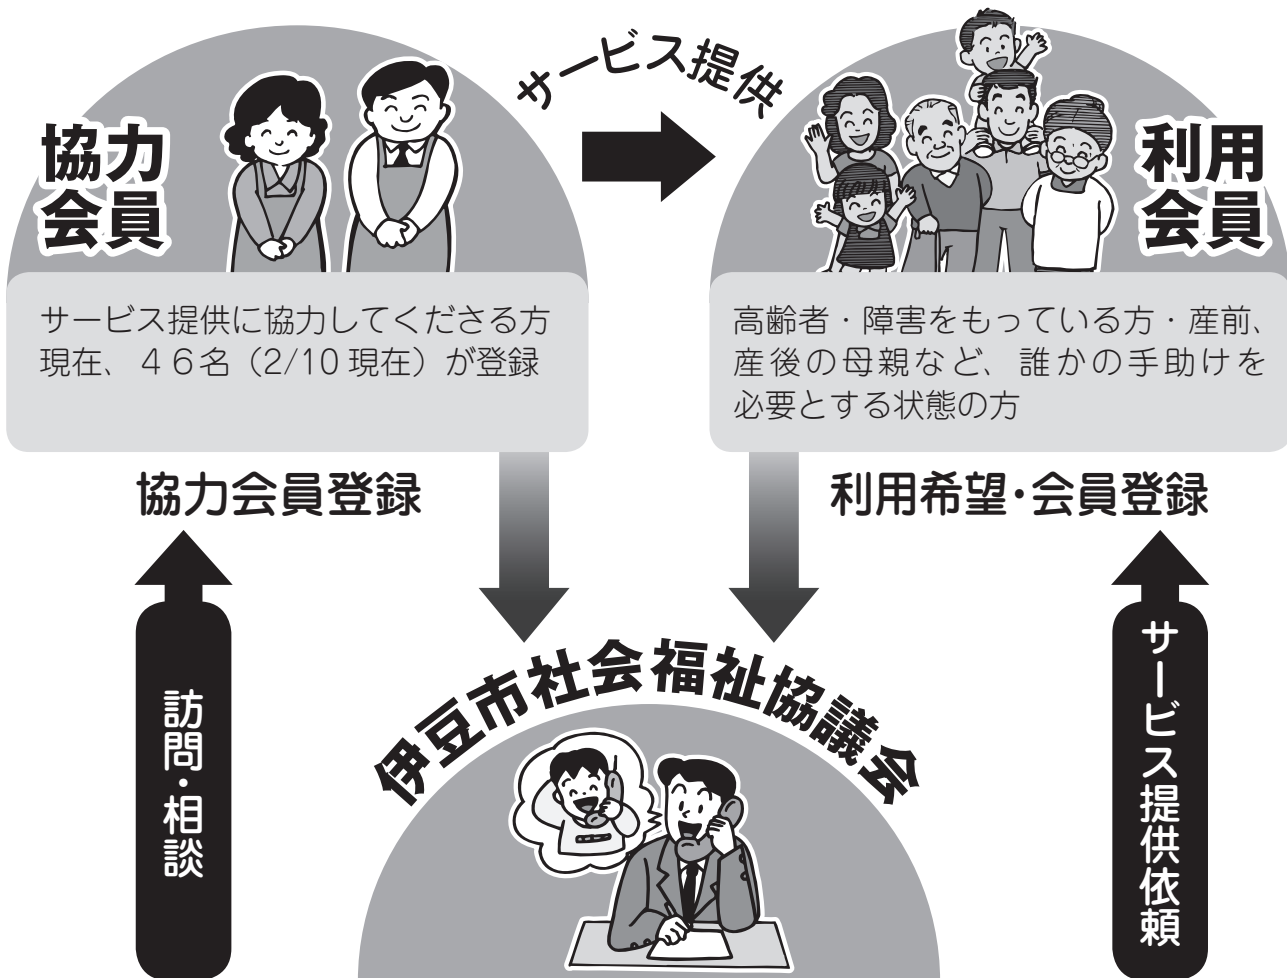 サービス提供
協力
会員
利用
会員
サービス提供に協力してくださる方
現在、４６名（2/10 現在）が登録
高齢者・障害をもっている方・産前、
産後の母親など、誰かの手助けを
必要とする状態の方
協力会員登録
利用希望・会員登録
訪問・相談
伊豆市社会福祉協議会
サービス提供依頼